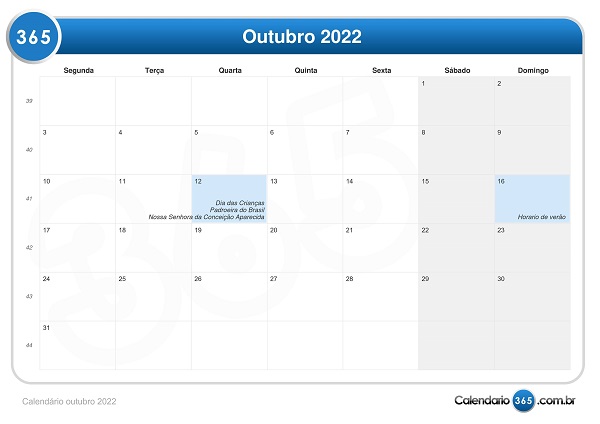 365
Outubro 2022
Segunda Terça Quarta Quinta Sexta Sábado Domingo
39 1 2
40 3 4 5 6 7 8 9
41 10 11 12 13 14 15 16
Dia das Crianças
Padroeira do Brasil
Nossa Senhora da Conceição Aparecida Horario de verão
42 17 18 19 20 21 22 23
43 24 25 26 27 28 29 30
44 31
Calendário outubro 2022
Calendario 365.com.br